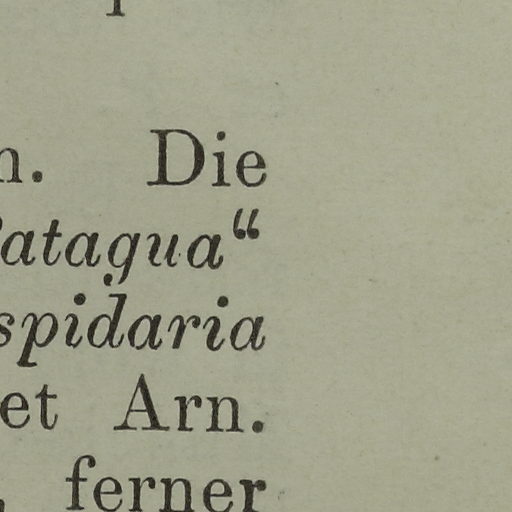 n. Die
atagua“
spidaria
et Arn.
, ferner